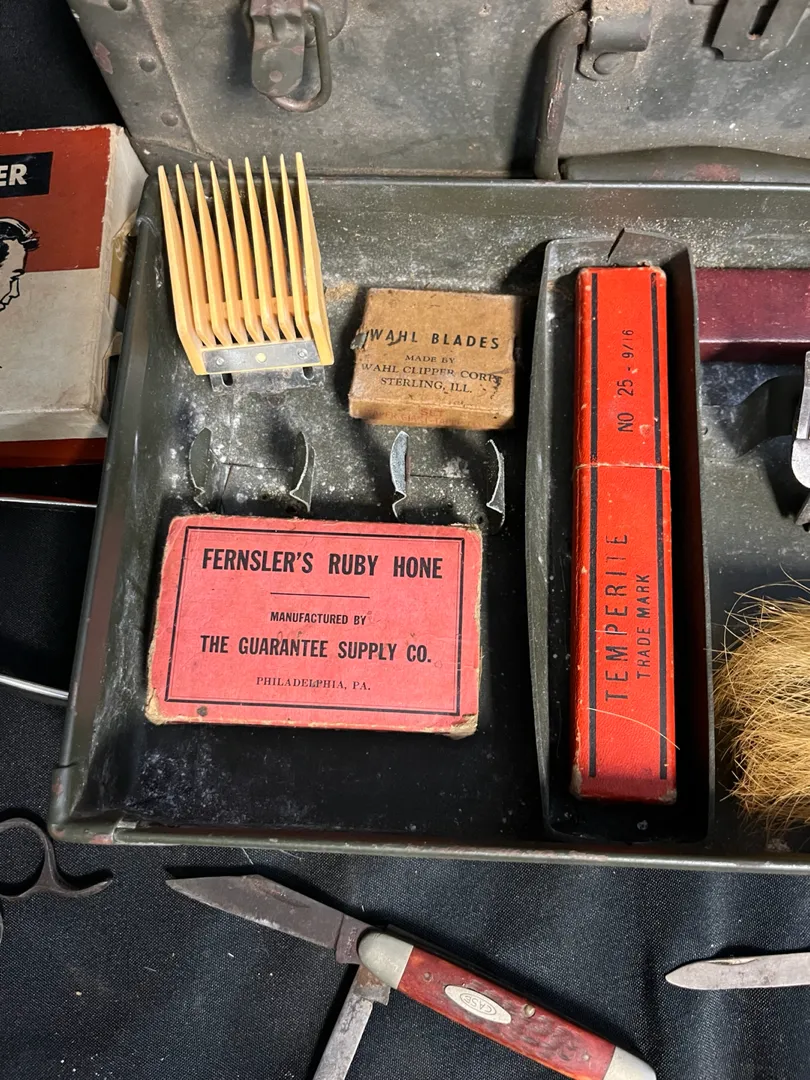 ER
WAHL BLADES
MADE BY
WAHL CLIPPER CORP.
STERLING, ILL.
NO 25 - 9/16
TEMPERITE
TRADE MARK
FERNSLER'S RUBY HONE
MANUFACTURED BY
THE GUARANTEE SUPPLY CO.
PHILADELPHIA, PA.
CASE